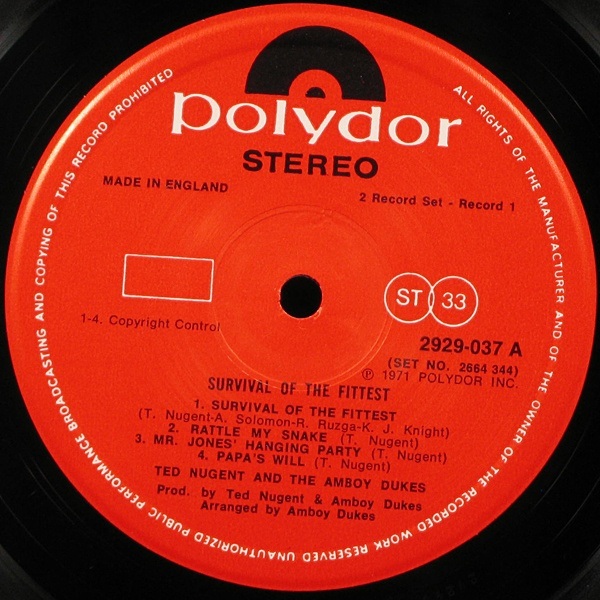 polydor
STEREO
MADE IN ENGLAND
2 Record Set - Record 1
ST 33
1-4. Copyright Control
2929-037 A
(SET NO. 2664 344)
℗ 1971 POLYDOR INC.
SURVIVAL OF THE FITTEST
1. SURVIVAL OF THE FITTEST
(T. Nugent-A. Solomon-R. Ruzga-K. J. Knight)
2. RATTLE MY SNAKE (T. Nugent)
3. MR. JONES' HANGING PARTY (T. Nugent)
4. PAPA'S WILL (T. Nugent)
TED NUGENT AND THE AMBOY DUKES
Prod. by Ted Nugent & Amboy Dukes
Arranged by Amboy Dukes
ALL RIGHTS OF THE MANUFACTURER AND OF THE OWNER OF THE RECORDED WORK RESERVED UNAUTHORIZED PUBLIC PERFORMANCE BROADCASTING AND COPYING OF THIS RECORD PROHIBITED